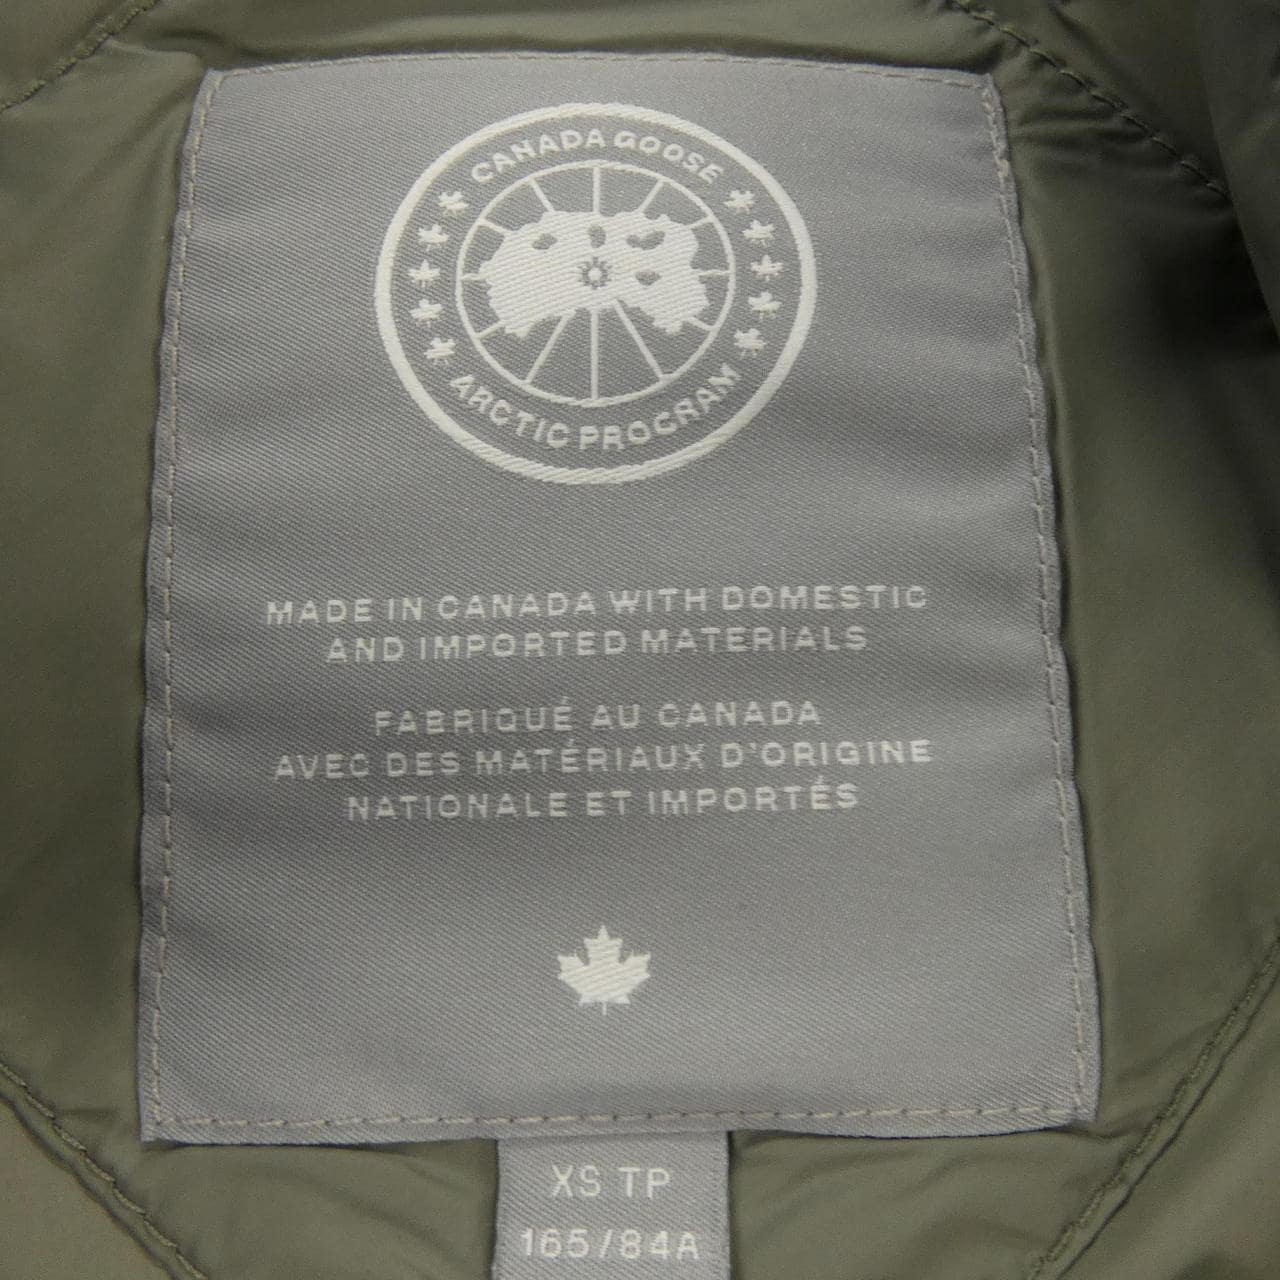 CANADA GOOSE
ARCTIC PROGRAM
MADE IN CANADA WITH DOMESTIC
AND IMPORTED MATERIALS
FABRIQUÉ AU CANADA
AVEC DES MATÉRIAUX D'ORIGINE
NATIONALE ET IMPORTÉS
XS TP
165/84A